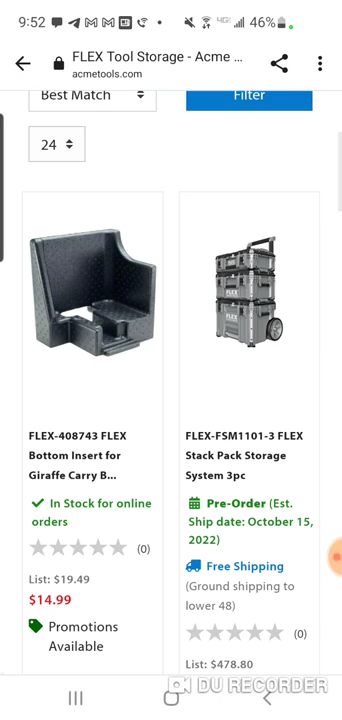 9:52
4G
46%
FLEX Tool Storage - Acme ...
acmetools.com
Best Match
Filter
24
FLEX-408743 FLEX
Bottom Insert for
Giraffe Carry B...
In Stock for online
orders
(0)
List: $19.49
$14.99
Promotions
Available
FLEX
FLEX-FSM1101-3 FLEX
Stack Pack Storage
System 3pc
Pre-Order (Est.
Ship date: October 15,
2022)
Free Shipping
(Ground shipping to
lower 48)
(0)
List: $478.80
DU RECORDER